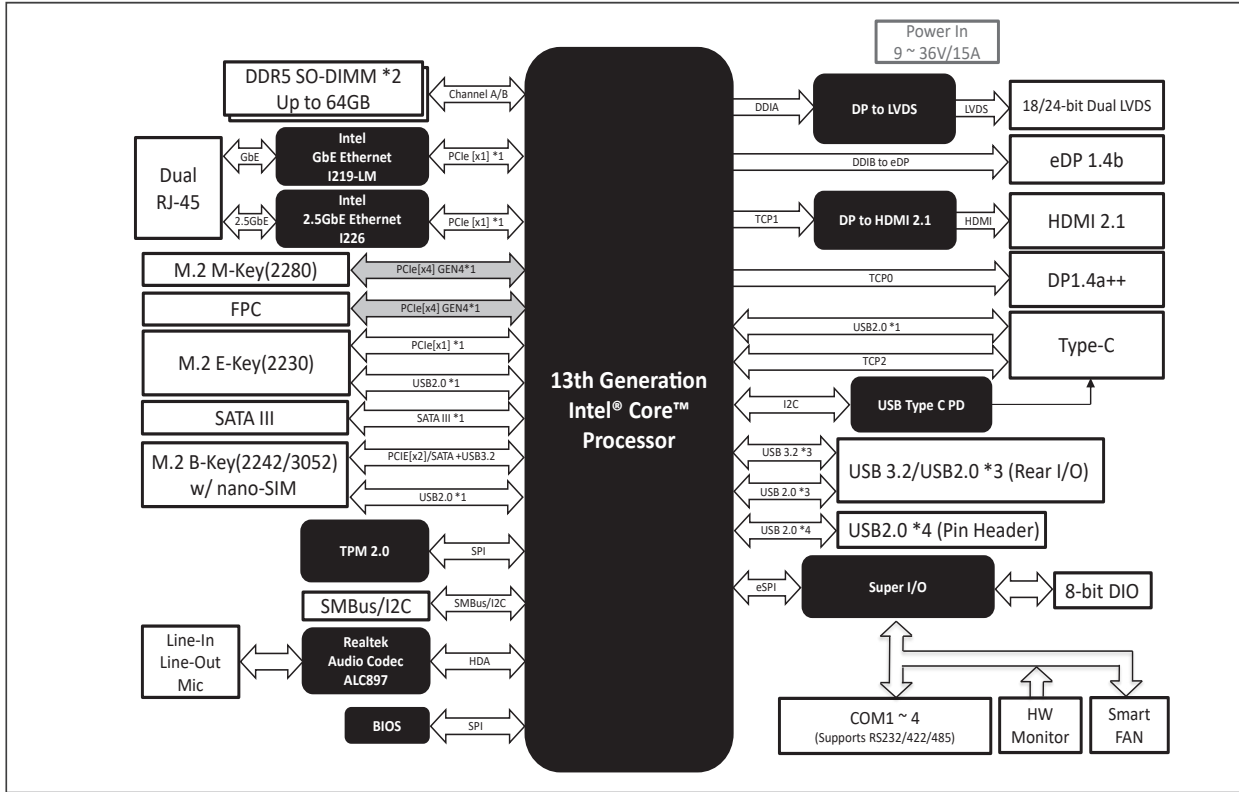 Power In
9 ~ 36V/15A
DDR5 SO-DIMM *2
Up to 64GB
Channel A/B
Dual
RJ-45
GbE
Intel
GbE Ethernet
I219-LM
PCIe [x1] *1
2.5GbE
Intel
2.5GbE Ethernet
I226
PCIe [x1] *1
M.2 M-Key(2280)
PCIe[x4] GEN4*1
FPC
PCIe[x4] GEN4*1
M.2 E-Key(2230)
PCIe[x1] *1
USB2.0 *1
SATA III
SATA III *1
M.2 B-Key(2242/3052)
w/ nano-SIM
PCIE[x2]/SATA +USB3.2
USB2.0 *1
TPM 2.0
SPI
SMBus/I2C
SMBus/I2C
Line-In
Line-Out
Mic
Realtek
Audio Codec
ALC897
HDA
BIOS
SPI
13th Generation
Intel® Core™
Processor
DDIA
DP to LVDS
LVDS
18/24-bit Dual LVDS
DDIB to eDP
eDP 1.4b
TCP1
DP to HDMI 2.1
HDMI
HDMI 2.1
TCP0
DP1.4a++
USB2.0 *1
TCP2
Type-C
I2C
USB Type C PD
USB 3.2 *3
USB 2.0 *3
USB 3.2/USB2.0 *3 (Rear I/O)
USB 2.0 *4
USB2.0 *4 (Pin Header)
eSPI
Super I/O
8-bit DIO
COM1 ~ 4
(Supports RS232/422/485)
HW
Monitor
Smart
FAN